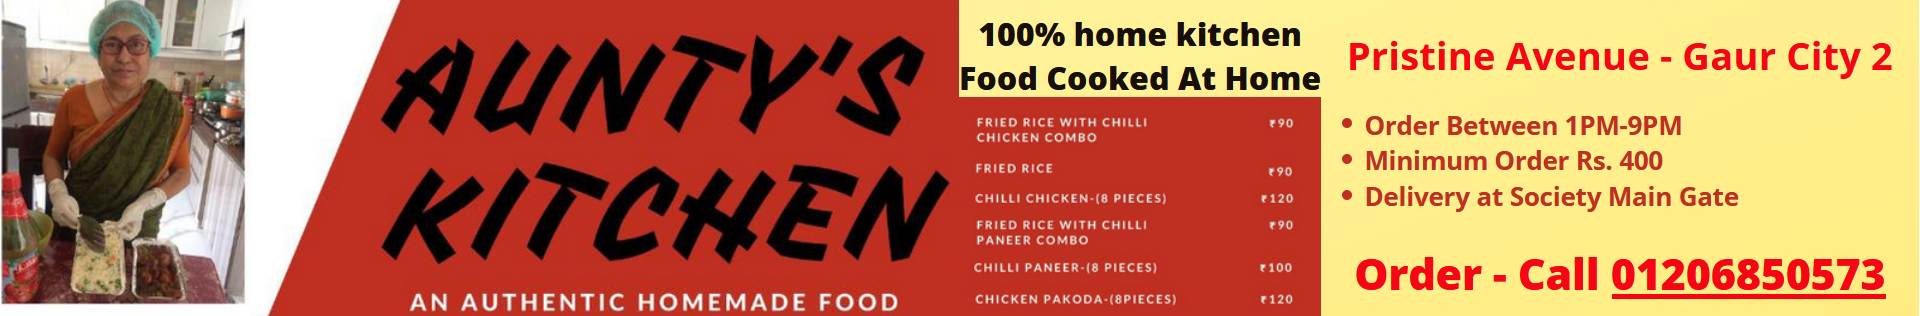 AUNTY'S
KITCHEN
AN AUTHENTIC HOMEMADE FOOD
100% home kitchen
Food Cooked At Home
FRIED RICE WITH CHILLI
CHICKEN COMBO ₹90
FRIED RICE ₹90
CHILLI CHICKEN-(8 PIECES) ₹120
FRIED RICE WITH CHILLI ₹90
PANEER COMBO
CHILLI PANEER-(8 PIECES) ₹100
CHICKEN PAKODA-(8PIECES) ₹120
Pristine Avenue - Gaur City 2
• Order Between 1PM-9PM
• Minimum Order Rs. 400
• Delivery at Society Main Gate
Order - Call 01206850573